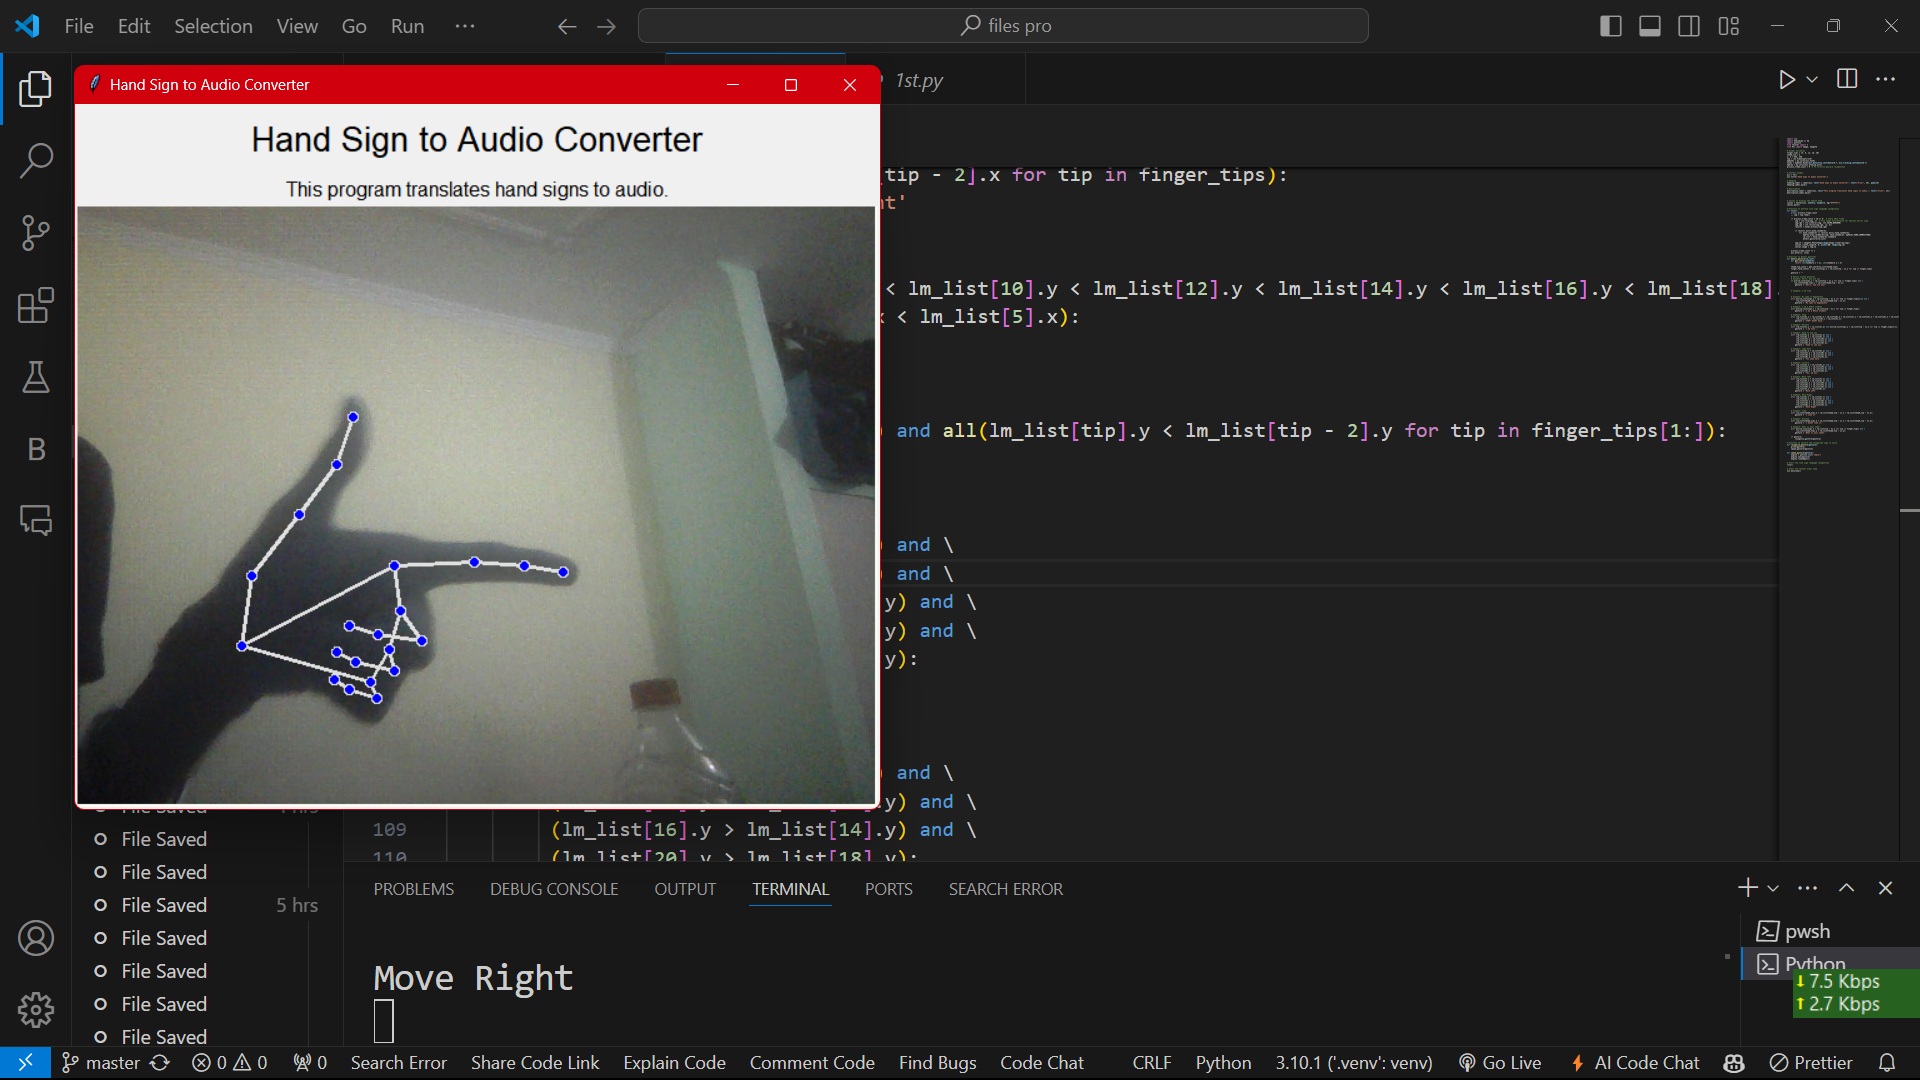 File Edit Selection View Go Run ··· files pro
Hand Sign to Audio Converter
1st.py
Hand Sign to Audio Converter
This program translates hand signs to audio.
tip - 2].x for tip in finger_tips):
t'
< lm_list[10].y < lm_list[12].y < lm_list[14].y < lm_list[16].y < lm_list[18].
< lm_list[5].x):
and all(lm_list[tip].y < lm_list[tip - 2].y for tip in finger_tips[1:]):
and \
and \
y) and \
y) and \
y):
and \
.y) and \
109 (lm_list[16].y > lm_list[14].y) and \
110 (lm_list[20].y > lm_list[18].y):
File Saved
File Saved
File Saved
File Saved 5 hrs
File Saved
File Saved
File Saved
File Saved
PROBLEMS DEBUG CONSOLE OUTPUT TERMINAL PORTS SEARCH ERROR
Move Right
pwsh
Python
7.5 Kbps
2.7 Kbps
master 0 0 0 Search Error Share Code Link Explain Code Comment Code Find Bugs Code Chat CRLF Python 3.10.1 ('.venv': venv) Go Live AI Code Chat Prettier